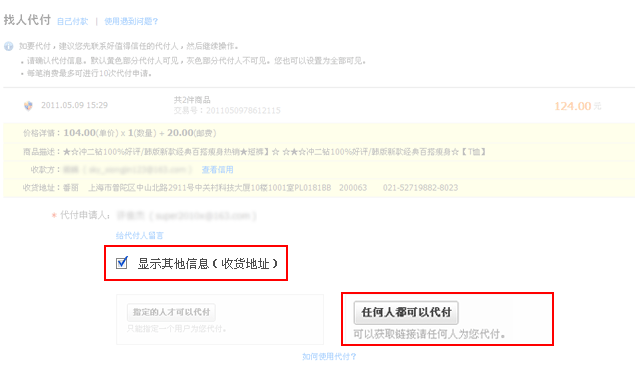 找人代付 自己付款 | 使用遇到问题？
如要代付，建议您先联系好值得信任的代付人，然后继续操作。
• 请确认代付信息。默认黄色部分代付人可见，灰色部分代付人不可见。您也可以设置为全部可见。
• 每笔消费最多可进行10次代付申请。
2011.05.09 15:29 共2件商品 124.00 元
交易号：2011050978612115
价格详情：104.00(单价) x 1(数量) + 20.00(邮费)
商品描述：★☆冲二钻100%好评/韩版新款经典百搭瘦身热销★短裤】☆ ☆★☆冲二钻100%好评/韩版新款经典百搭瘦身☆【T恤】
收款方： 查看信用
收货地址： 上海市普陀区中山北路2911号中关村科技大厦10楼1001室PL018188 200063 021-52719882-8023
* 代付申请人：
给代付人留言
显示其他信息（收货地址）
指定的人才可以代付
只能指定一个用户为您代付。
任何人都可以代付
可以获取链接请任何人为您代付。
如何使用代付？